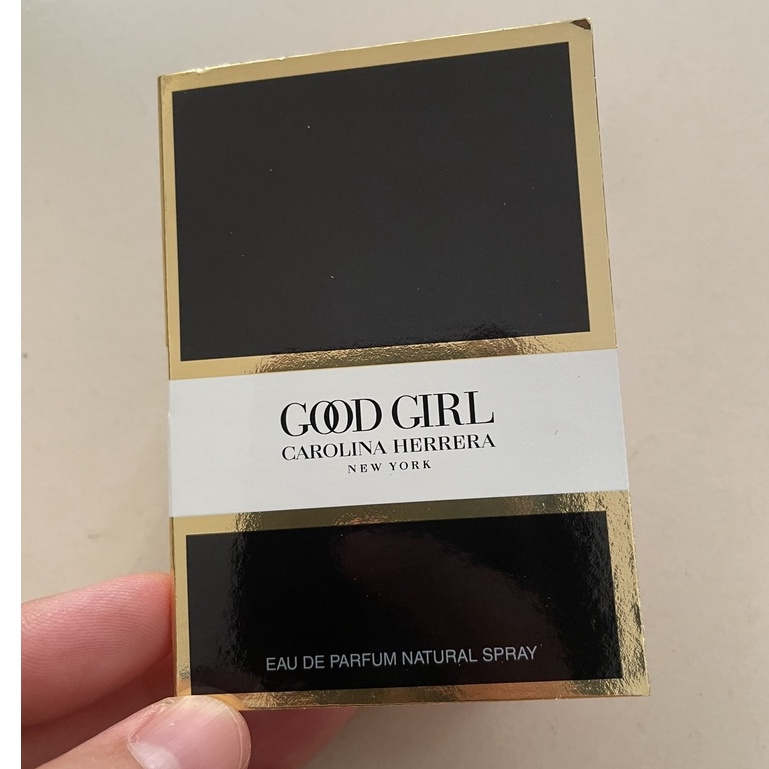 GOOD GIRL
CAROLINA HERRERA
NEW YORK
EAU DE PARFUM NATURAL SPRAY